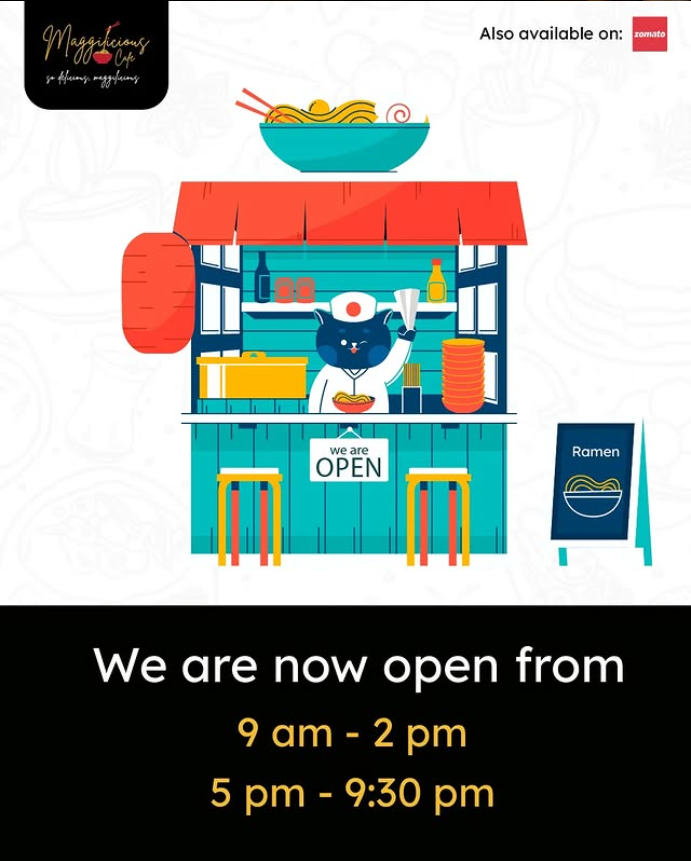 Maggilicious
Cafe
so delicious, maggilicious
Also available on: zomato
we are
OPEN
Ramen
We are now open from
9 am - 2 pm
5 pm - 9:30 pm